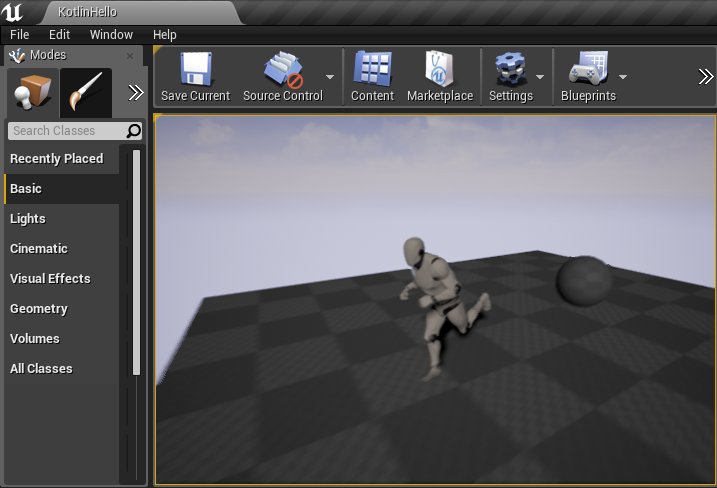 KotlinHello
File Edit Window Help
Modes
Save Current Source Control Content Marketplace Settings Blueprints
Search Classes
Recently Placed
Basic
Lights
Cinematic
Visual Effects
Geometry
Volumes
All Classes